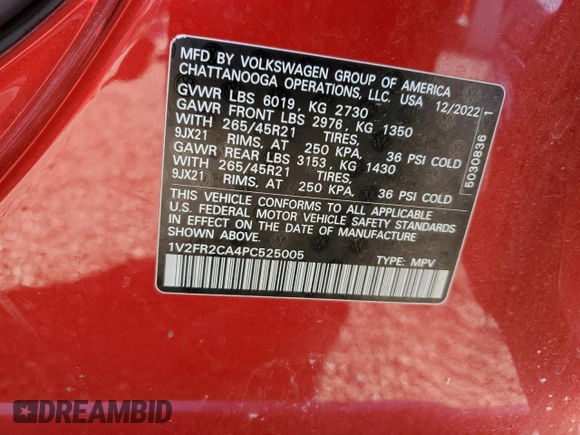 MFD BY VOLKSWAGEN GROUP OF AMERICA
CHATTANOOGA OPERATIONS, LLC. USA 12/2022
GVWR LBS 6019, KG 2730
GAWR FRONT LBS 2976, KG 1350
WITH 265/45R21 TIRES,
9JX21 RIMS, AT 250 KPA, 36 PSI COLD
GAWR REAR LBS 3153, KG 1430
WITH 265/45R21 TIRES,
9JX21 RIMS, AT 250 KPA, 36 PSI COLD
THIS VEHICLE CONFORMS TO ALL APPLICABLE
U.S. FEDERAL MOTOR VEHICLE SAFETY STANDARDS
IN EFFECT ON THE DATE OF MANUFACTURE
SHOWN ABOVE.
1V2FR2CA4PC525005 TYPE: MPV
5030836 1
DREAMBID